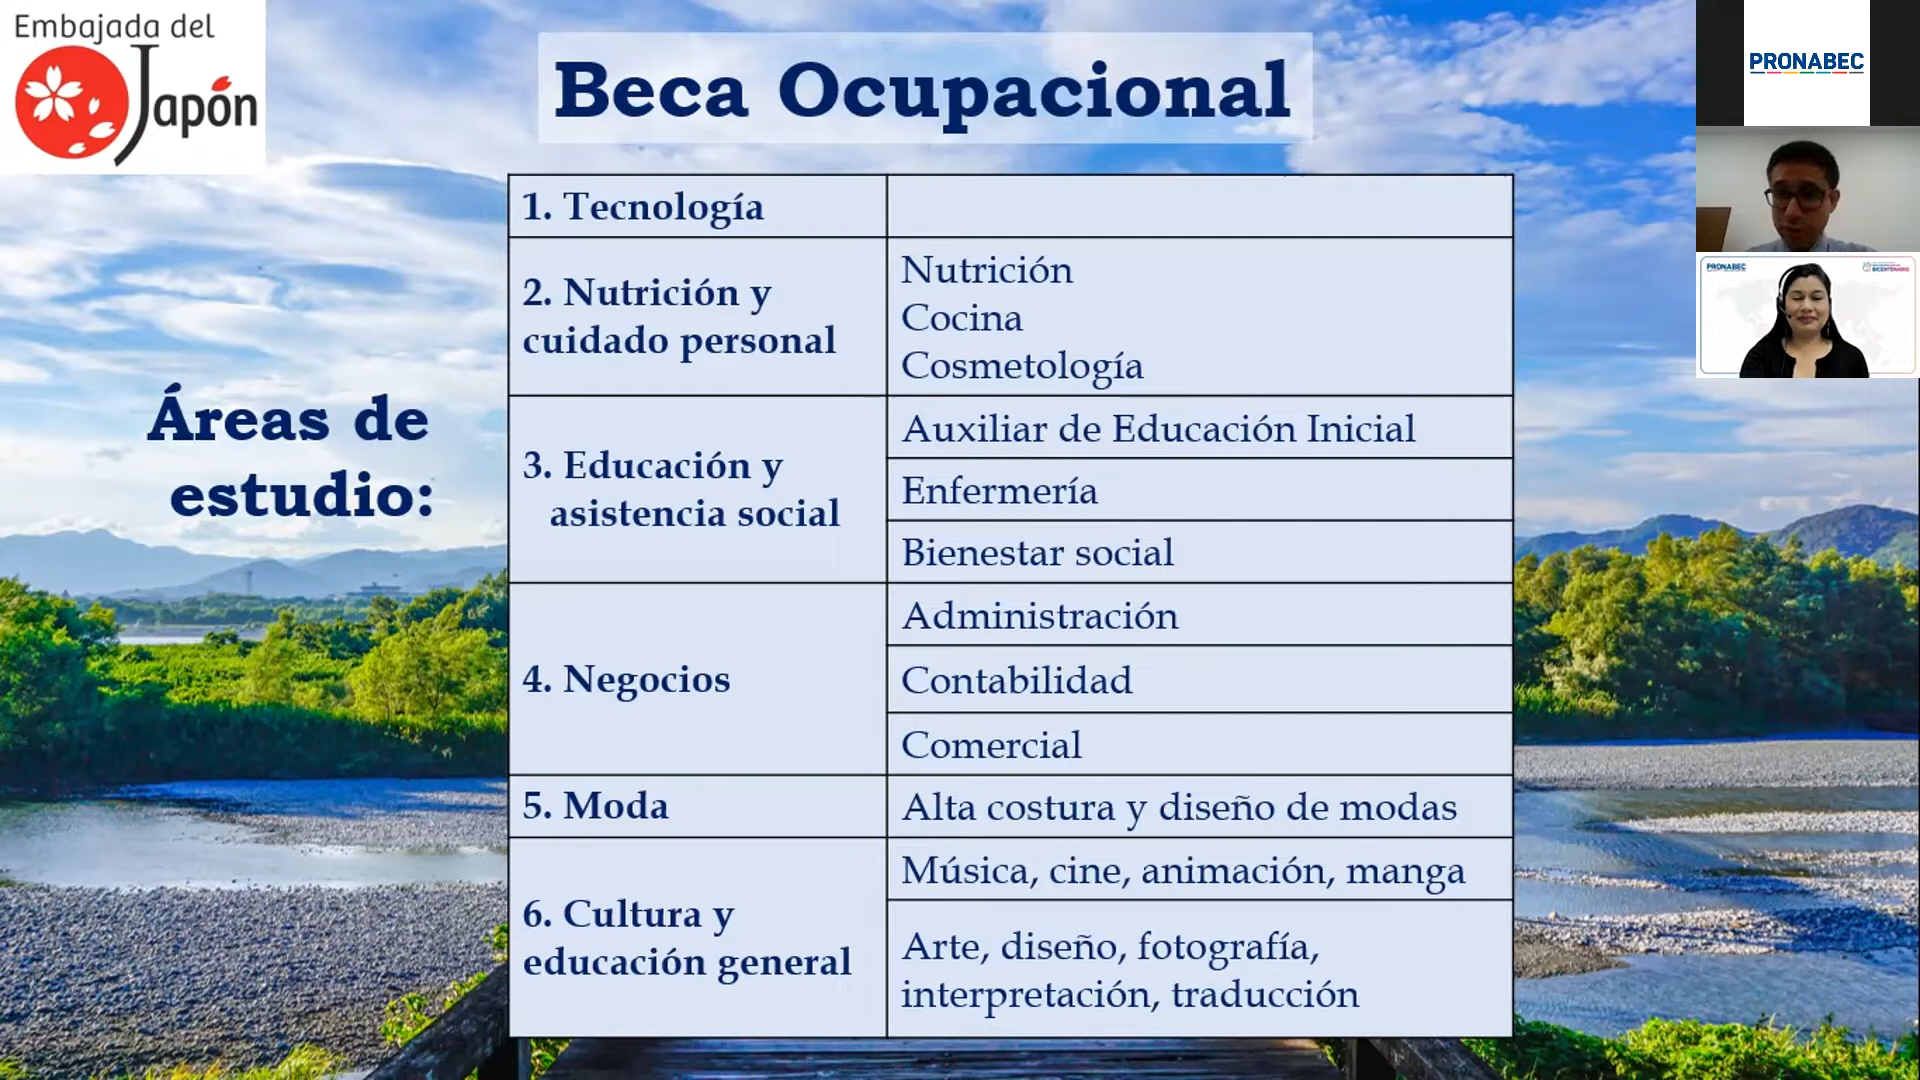 Embajada del
Japón
Beca Ocupacional
PRONABEC
PRONABEC
BICENTENARIO
Áreas de
estudio:
1. Tecnología
2. Nutrición y
cuidado personal
Nutrición
Cocina
Cosmetología
3. Educación y
asistencia social
Auxiliar de Educación Inicial
Enfermería
Bienestar social
4. Negocios
Administración
Contabilidad
Comercial
5. Moda
Alta costura y diseño de modas
6. Cultura y
educación general
Música, cine, animación, manga
Arte, diseño, fotografía,
interpretación, traducción